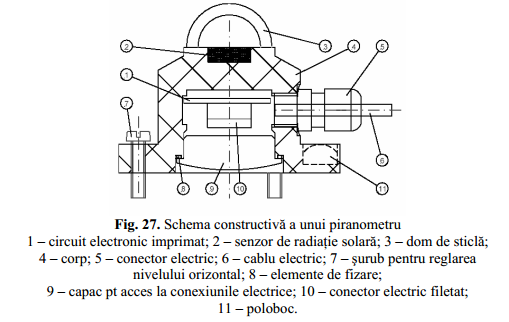 2
3
4
5
1
7
6
8
9
10
11
Fig. 27. Schema constructivă a unui piranometru
1 – circuit electronic imprimat; 2 – senzor de radiație solară; 3 – dom de sticlă;
4 – corp; 5 – conector electric; 6 – cablu electric; 7 – şurub pentru reglarea
nivelului orizontal; 8 – elemente de fizare;
9 – capac pt acces la conexiunile electrice; 10 – conector electric filetat;
11 – poloboc.